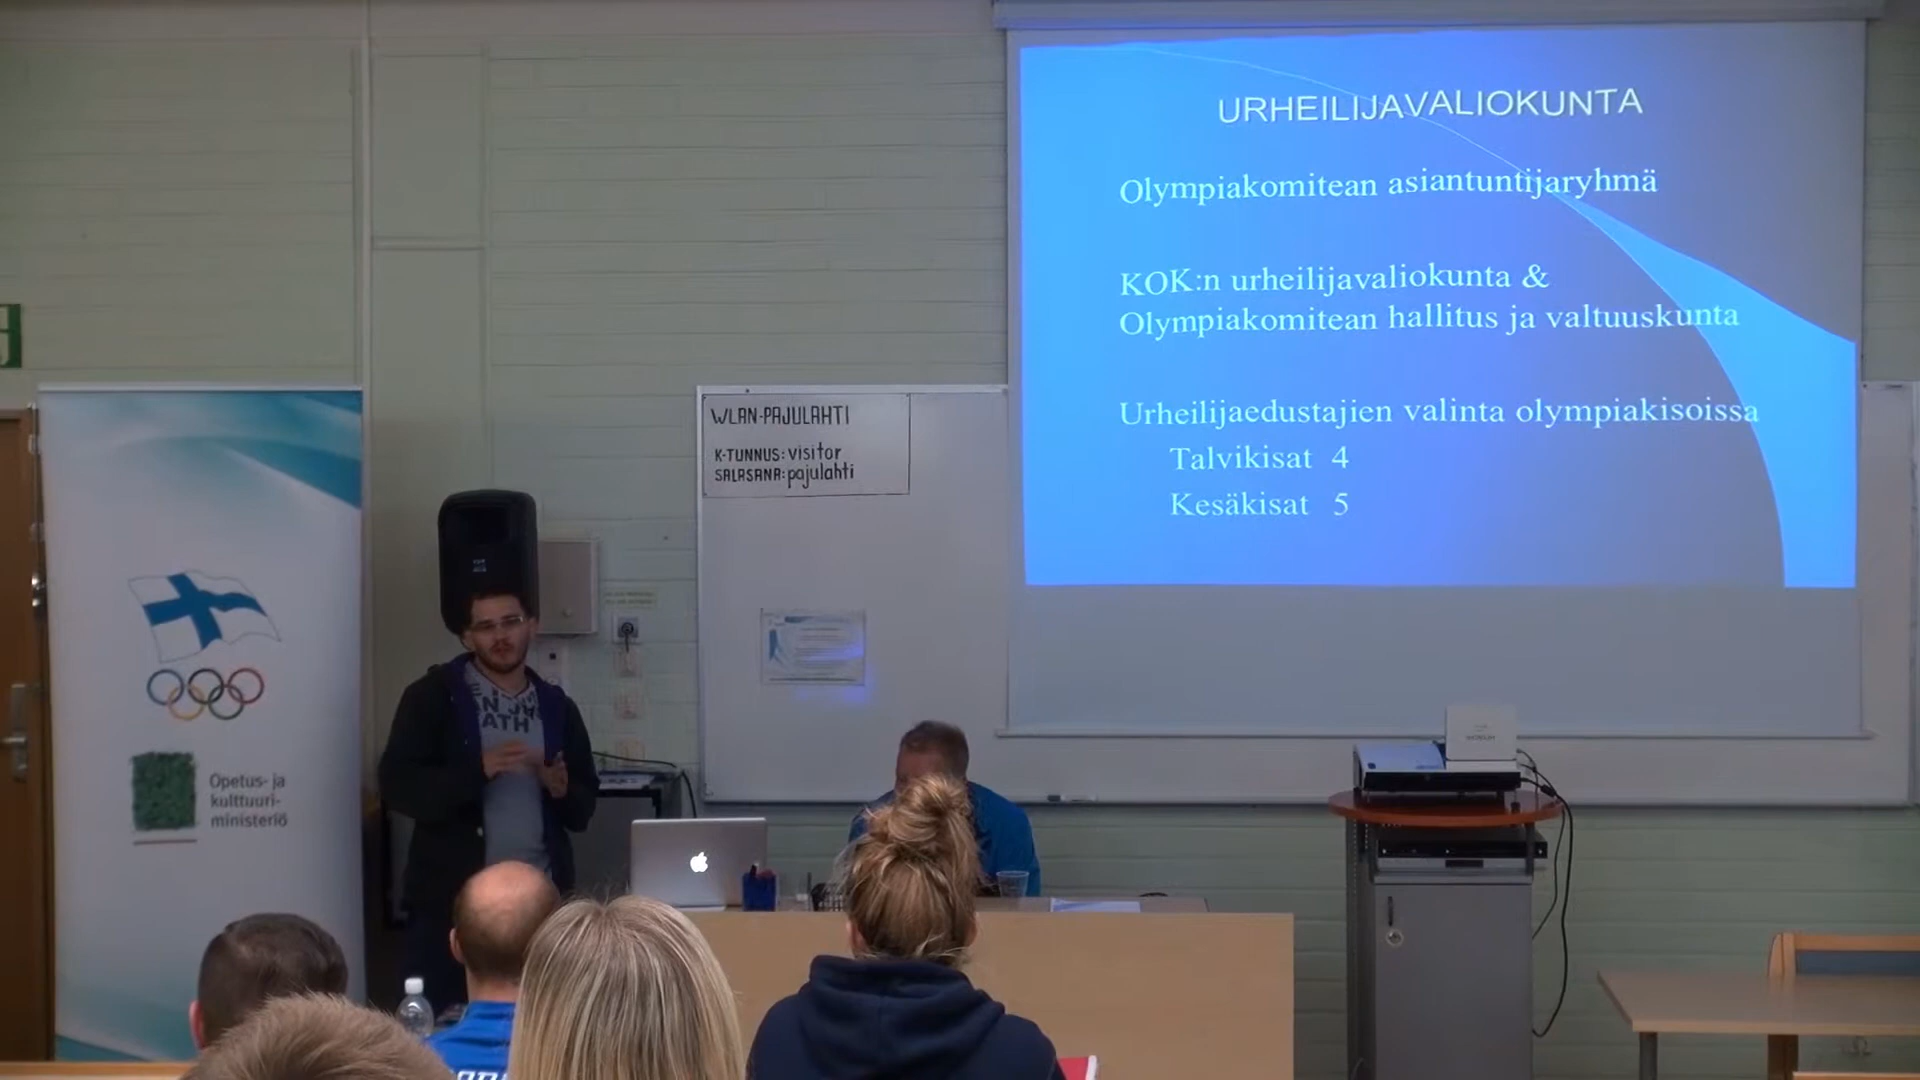 URHEILIJAVALIOKUNTA
Olympiakomitean asiantuntijaryhmä
KOK:n urheilijavaliokunta &
Olympiakomitean hallitus ja valtuuskunta
Urheilijaedustajien valinta olympiakisoissa
Talvikisat 4
Kesäkisat 5
WLAN-PAJULAHTI
K-TUNNUS: visitor
SALASANA: pajulahti
Opetus- ja
kulttuuri-
ministeriö